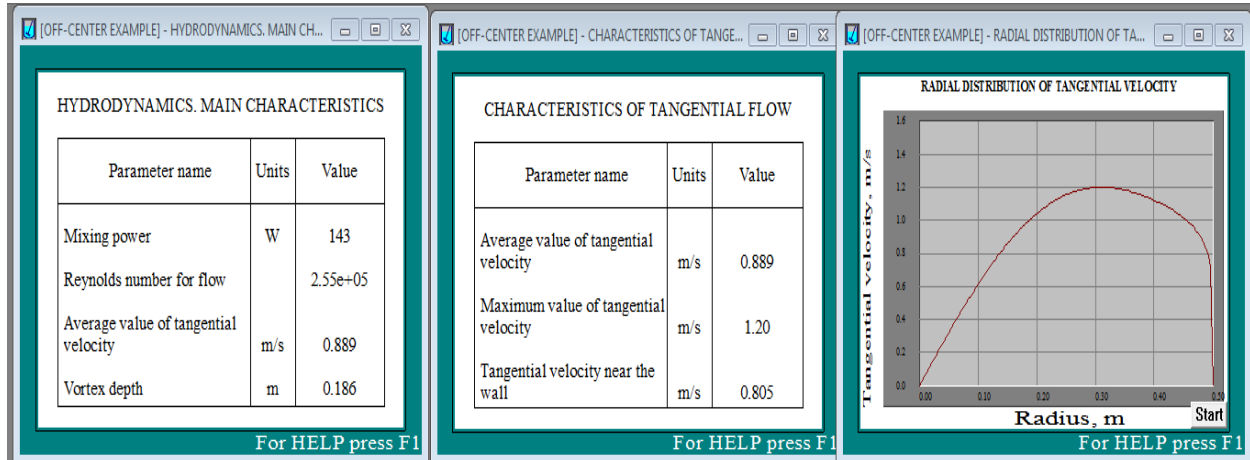 [OFF-CENTER EXAMPLE] - HYDRODYNAMICS. MAIN CH...
HYDRODYNAMICS. MAIN CHARACTERISTICS
Parameter name Units Value
Mixing power W 143
Reynolds number for flow 2.55e+05
Average value of tangential
velocity m/s 0.889
Vortex depth m 0.186
For HELP press F1
[OFF-CENTER EXAMPLE] - CHARACTERISTICS OF TANGE...
CHARACTERISTICS OF TANGENTIAL FLOW
Parameter name Units Value
Average value of tangential
velocity m/s 0.889
Maximum value of tangential
velocity m/s 1.20
Tangential velocity near the
wall m/s 0.805
For HELP press F1
[OFF-CENTER EXAMPLE] - RADIAL DISTRIBUTION OF TA...
RADIAL DISTRIBUTION OF TANGENTIAL VELOCITY
Tangential velocity, m/s
1.6
1.4
1.2
1.0
0.8
0.6
0.4
0.2
0.0
0.00 0.10 0.20 0.30 0.40 0.50
Radius, m
Start
For HELP press F1